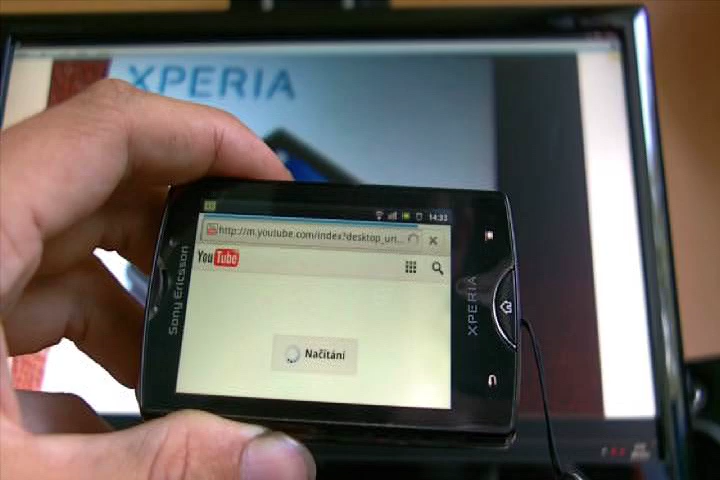 XPERIA
14:33
http://m.youtube.com/index?desktop_uri...
YouTube
Načítání
Sony Ericsson
XPERIA